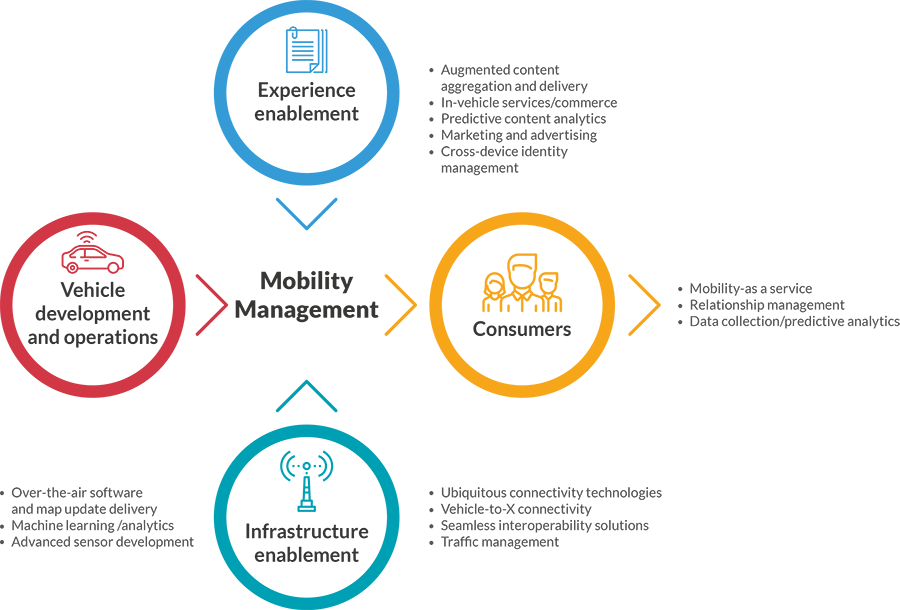 Experience
enablement
• Augmented content
aggregation and delivery
• In-vehicle services/commerce
• Predictive content analytics
• Marketing and advertising
• Cross-device identity
management
Vehicle
development
and operations
Mobility
Management
Consumers
• Mobility-as a service
• Relationship management
• Data collection/predictive analytics
• Over-the-air software
and map update delivery
• Machine learning /analytics
• Advanced sensor development
Infrastructure
enablement
• Ubiquitous connectivity technologies
• Vehicle-to-X connectivity
• Seamless interoperability solutions
• Traffic management